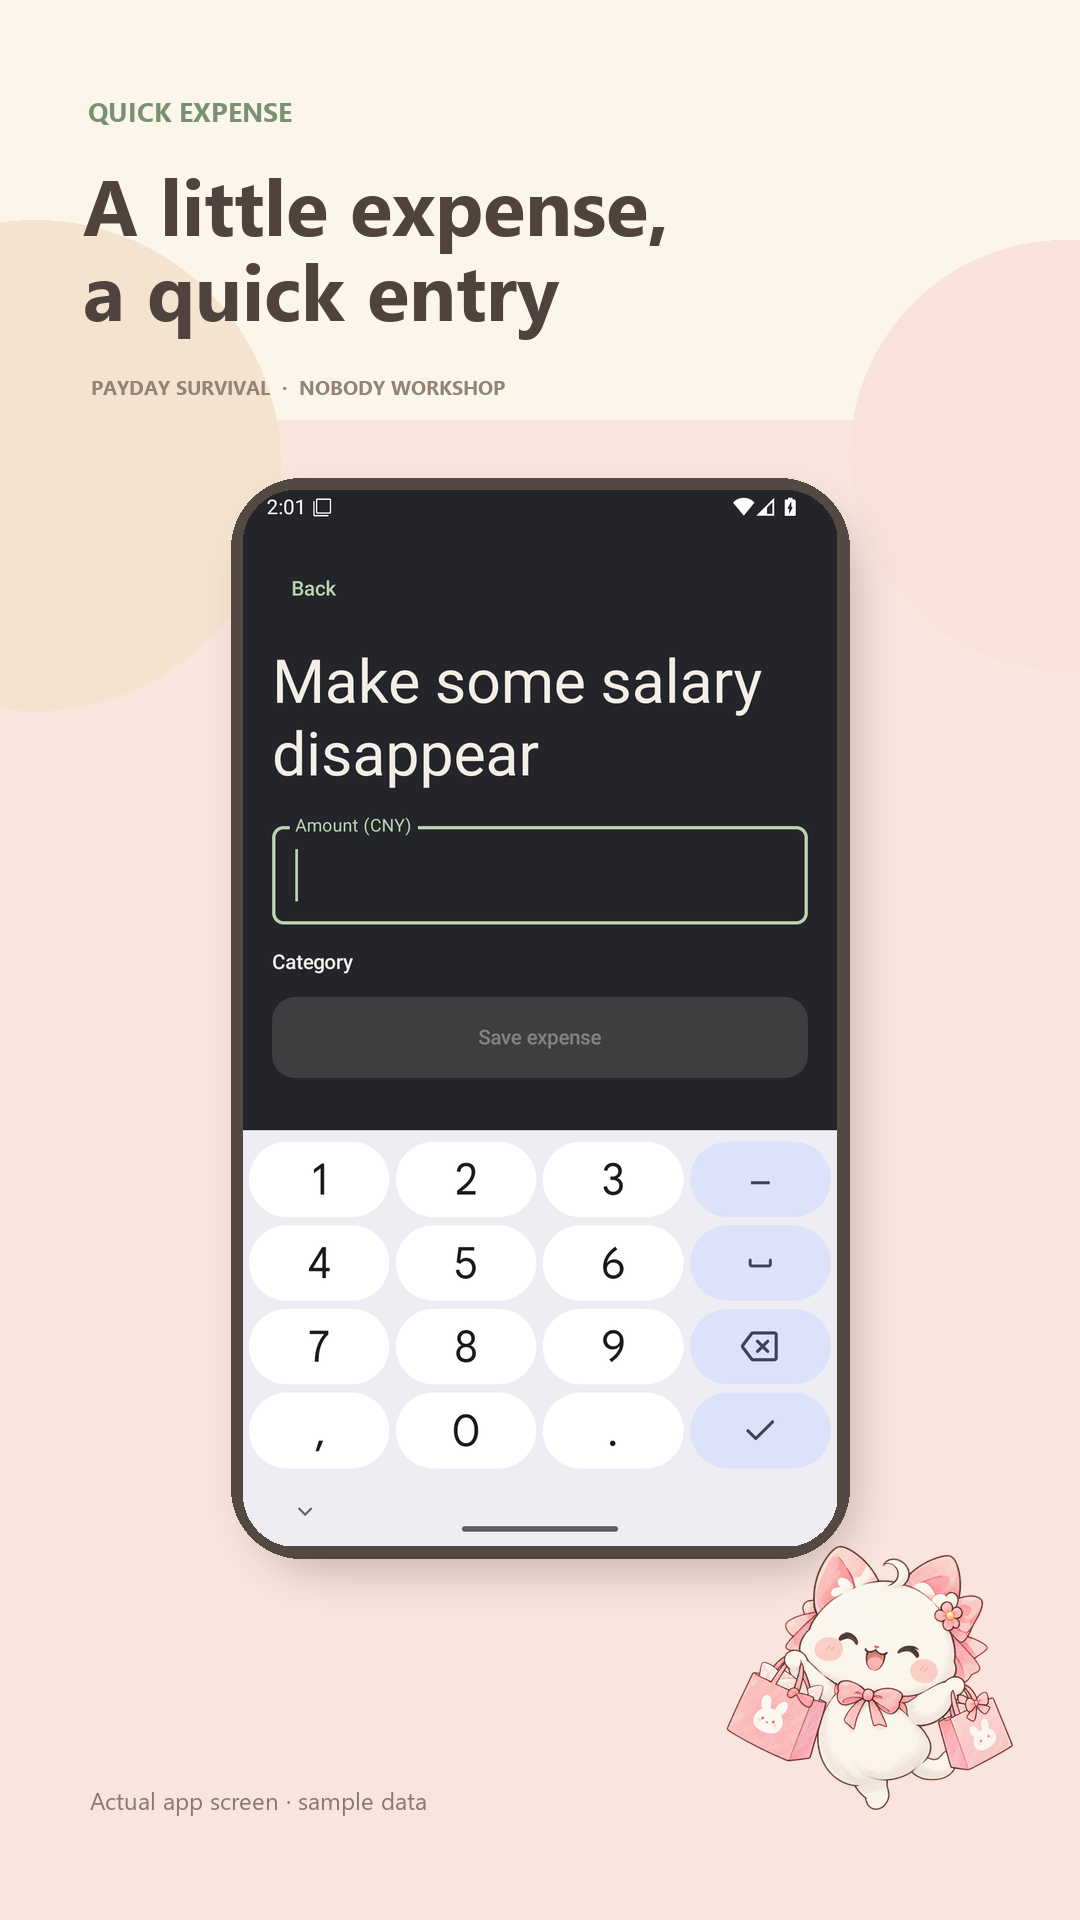 QUICK EXPENSE
A little expense,
a quick entry
PAYDAY SURVIVAL · NOBODY WORKSHOP
2:01
Back
Make some salary
disappear
Amount (CNY)
Category
Save expense
1 2 3 –
4 5 6
7 8 9
, 0 .
Actual app screen · sample data